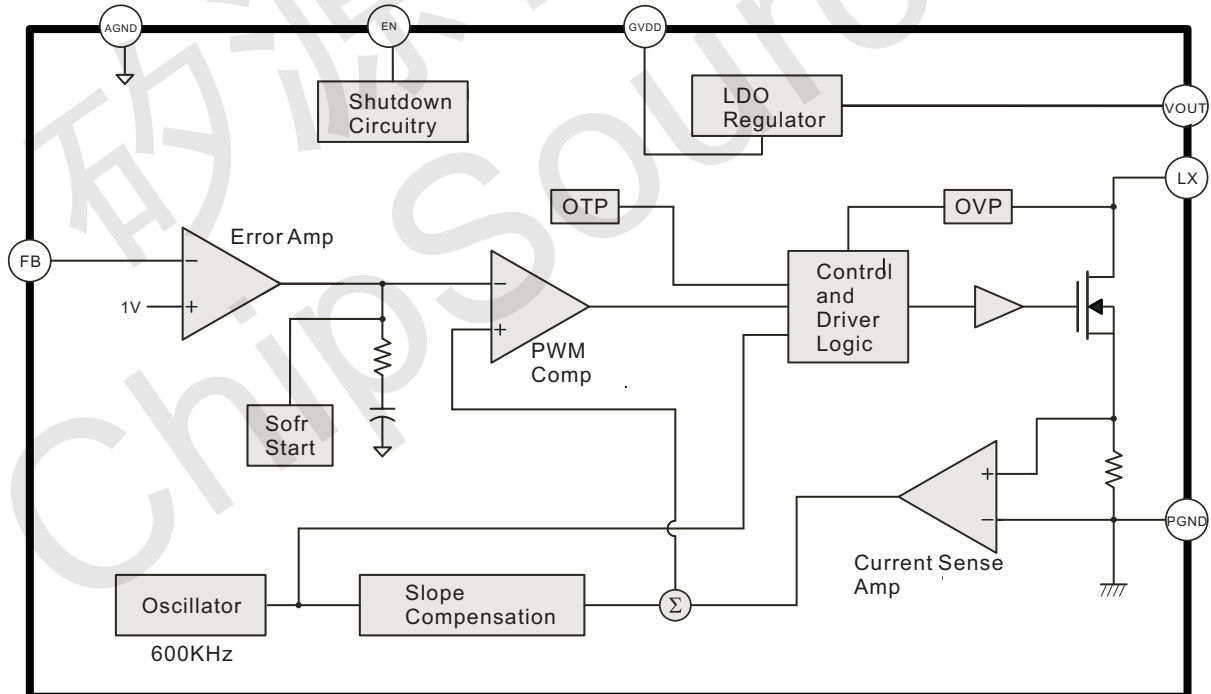 AGND
EN
GVDD
Shutdown
Circuitry
LDO
Regulator
VOUT
LX
OTP
OVP
Error Amp
FB
−
1V
+
−
+
PWM
Comp
Control
and
Driver
Logic
Sofr
Start
+
−
PGND
Current Sense
Amp
Oscillator
600KHz
Slope
Compensation
Σ
矽源
ChipSourc